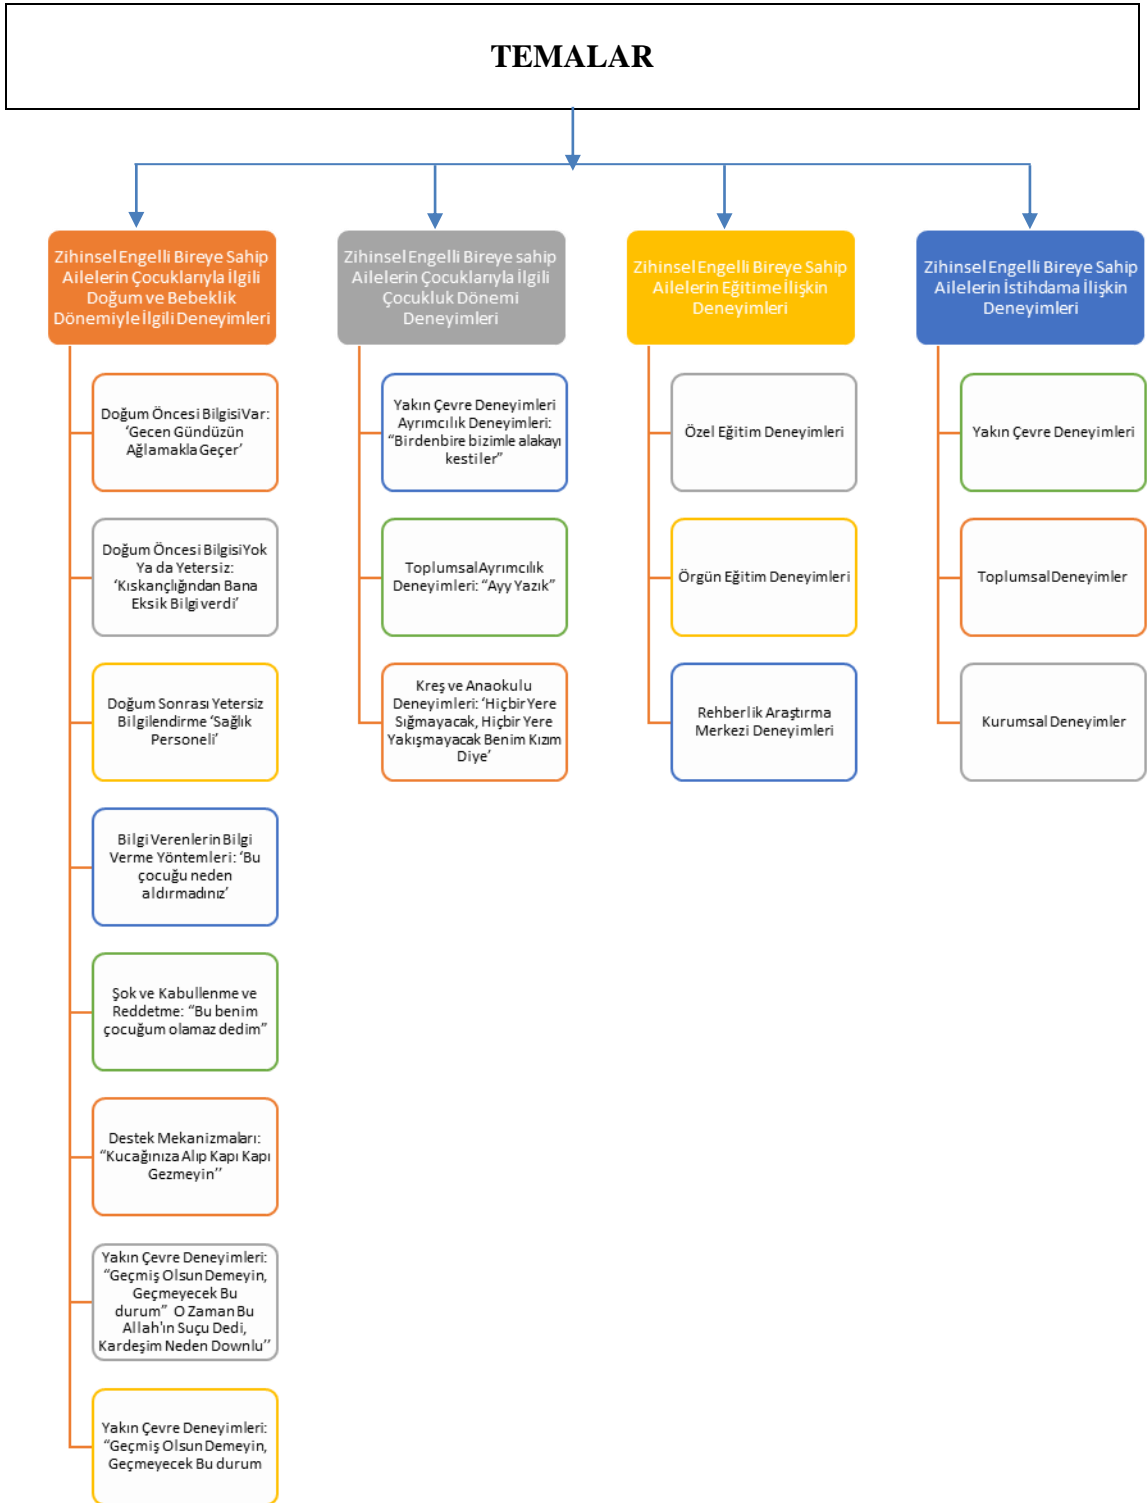 TEMALAR
Zihinsel Engelli Bireye Sahip
Ailelerin Çocuklarıyla İlgili
Doğum ve Bebeklik
Dönemiyle İlgili Deneyimleri
Doğum Öncesi Bilgisi Var:
‘Gecen Gündüzün
Ağlamakla Geçer’
Doğum Öncesi Bilgisi Yok
Ya da Yetersiz:
‘Kıskançlığından Bana
Eksik Bilgi verdi’
Doğum Sonrası Yetersiz
Bilgilendirme ‘Sağlık
Personeli’
Bilgi Verenlerin Bilgi
Verme Yöntemleri: ‘Bu
çocuğu neden
aldırmadınız’
Şok ve Kabullenme ve
Reddetme: “Bu benim
çocuğum olamaz dedim”
Destek Mekanizmaları:
“Kucağınıza Alıp Kapı Kapı
Gezmeyin’’
Yakın Çevre Deneyimleri:
“Geçmiş Olsun Demeyin,
Geçmeyecek Bu
durum” O Zaman Bu
Allah'ın Suçu Dedi,
Kardeşim Neden Downlu’’
Yakın Çevre Deneyimleri:
“Geçmiş Olsun Demeyin,
Geçmeyecek Bu durum
Zihinsel Engelli Bireye sahip
Ailelerin Çocuklarıyla İlgili
Çocukluk Dönemi
Deneyimleri
Yakın Çevre Deneyimleri
Ayrımcılık Deneyimleri:
“Birdenbire bizimle alakayı
kestiler”
Toplumsal Ayrımcılık
Deneyimleri: “Ayy Yazık”
Kreş ve Anaokulu
Deneyimleri: ‘Hiçbir Yere
Sığmayacak, Hiçbir Yere
Yakışmayacak Benim Kızım
Diye’
Zihinsel Engelli Bireye Sahip
Ailelerin Eğitime İlişkin
Deneyimleri
Özel Eğitim Deneyimleri
Örgün Eğitim Deneyimleri
Rehberlik Araştırma
Merkezi Deneyimleri
Zihinsel Engelli Bireye Sahip
Ailelerin İstihdama İlişkin
Deneyimleri
Yakın Çevre Deneyimleri
Toplumsal Deneyimler
Kurumsal Deneyimler